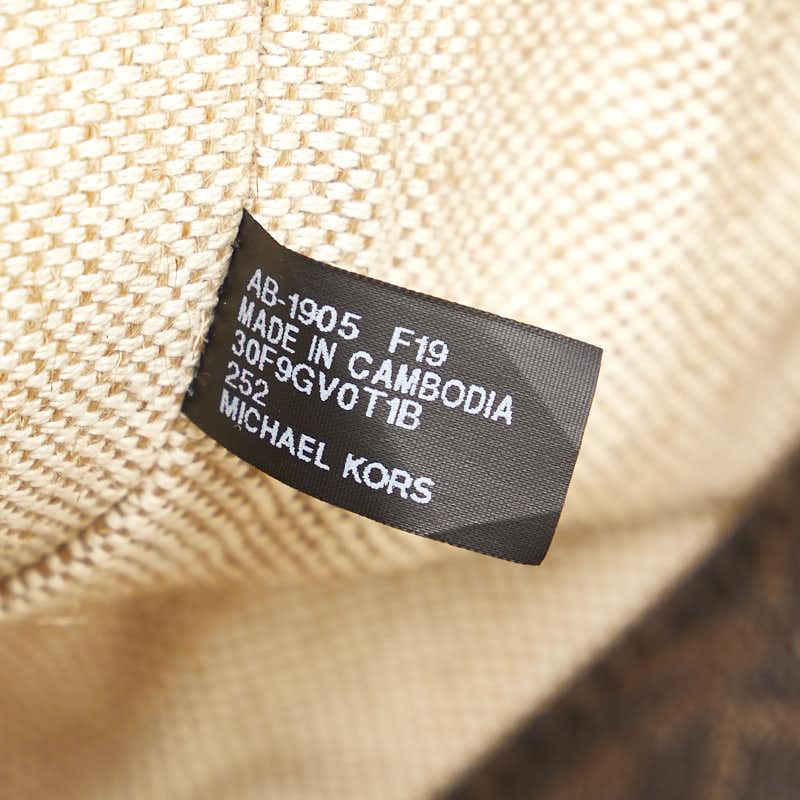 AB-1905 F19
MADE IN CAMBODIA
30F9GV0T1B
252
MICHAEL KORS